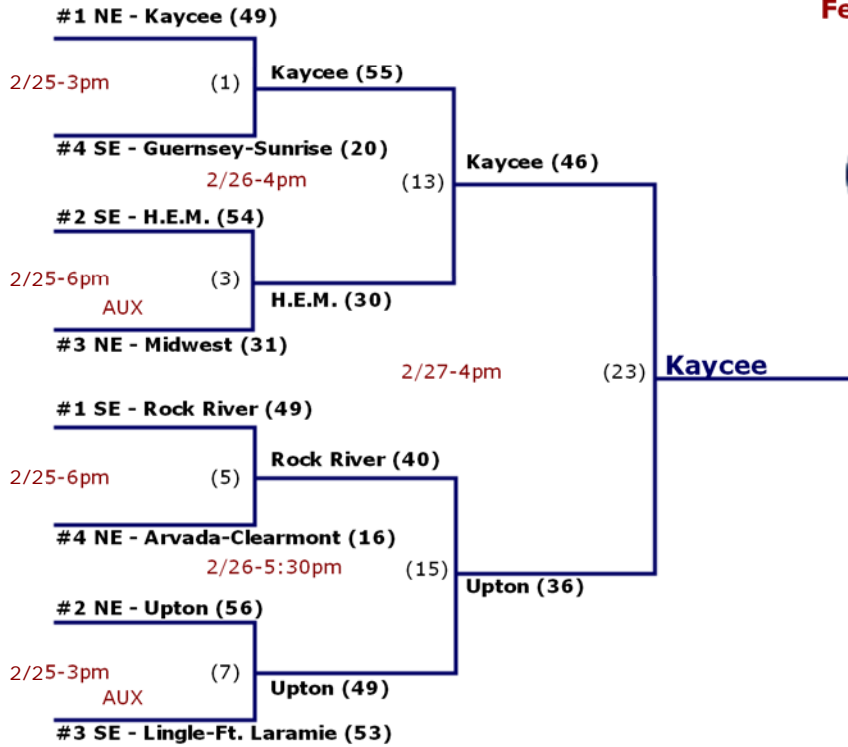 #1 NE - Kaycee (49)
Fe
2/25-3pm
(1)
Kaycee (55)
#4 SE - Guernsey-Sunrise (20)
2/26-4pm
(13)
Kaycee (46)
#2 SE - H.E.M. (54)
2/25-6pm
(3)
AUX
H.E.M. (30)
#3 NE - Midwest (31)
2/27-4pm
(23)
Kaycee
#1 SE - Rock River (49)
2/25-6pm
(5)
Rock River (40)
#4 NE - Arvada-Clearmont (16)
2/26-5:30pm
(15)
Upton (36)
#2 NE - Upton (56)
2/25-3pm
(7)
AUX
Upton (49)
#3 SE - Lingle-Ft. Laramie (53)